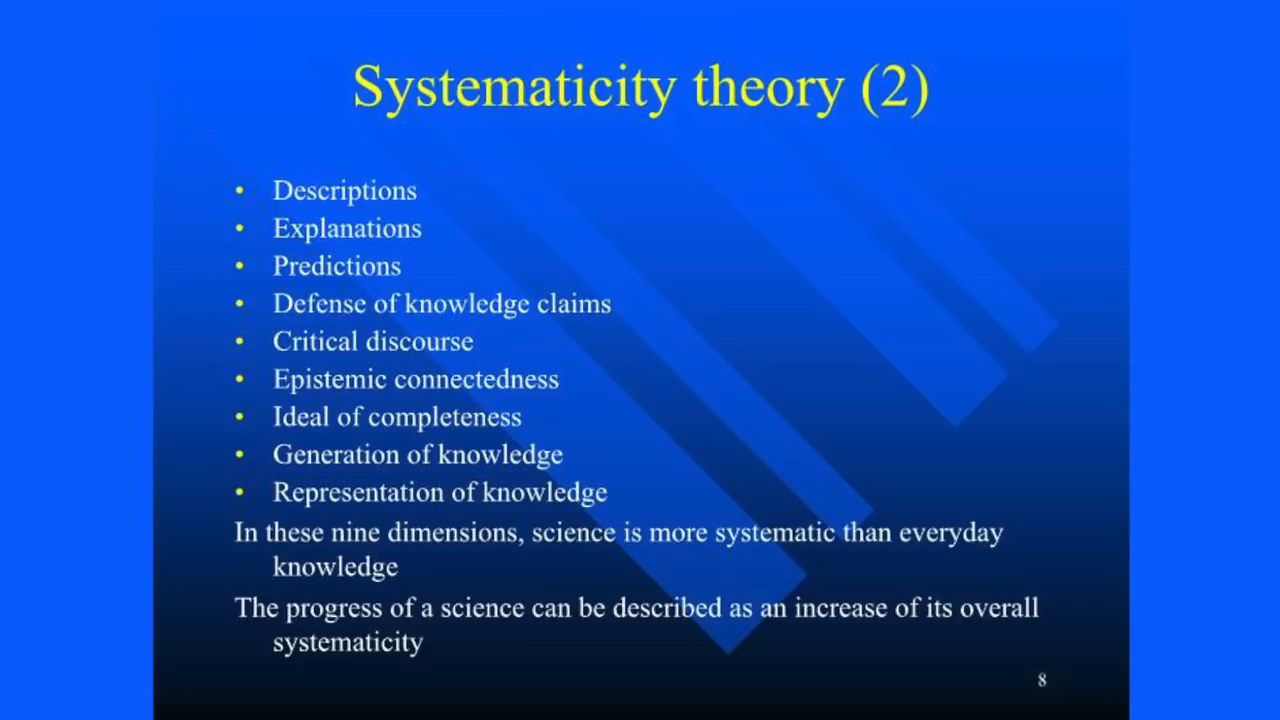 Systematicity theory (2)
• Descriptions
• Explanations
• Predictions
• Defense of knowledge claims
• Critical discourse
• Epistemic connectedness
• Ideal of completeness
• Generation of knowledge
• Representation of knowledge
In these nine dimensions, science is more systematic than everyday
knowledge
The progress of a science can be described as an increase of its overall
systematicity
8